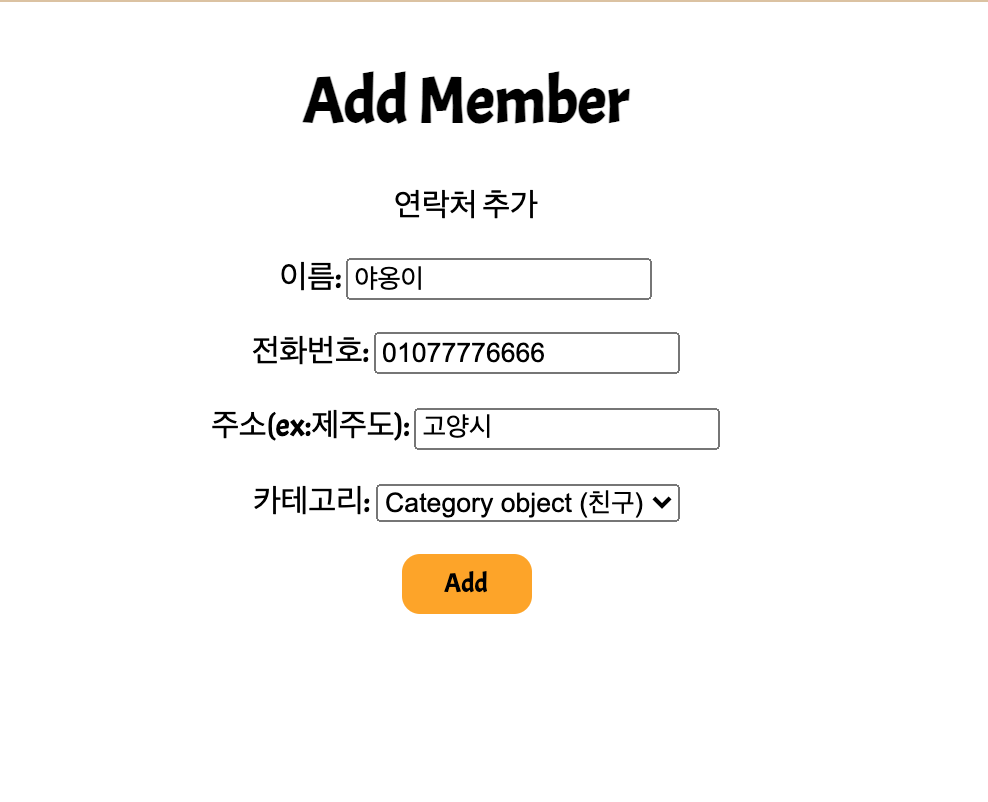 Add Member
연락처 추가
이름: 야옹이
전화번호: 01077776666
주소(ex:제주도): 고양시
카테고리: Category object (친구)
Add